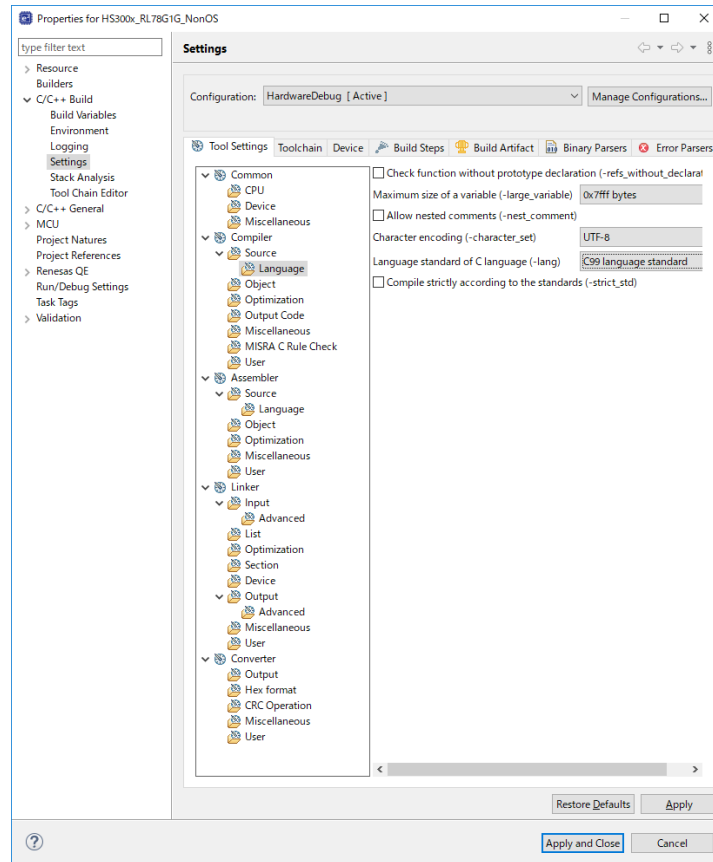 Properties for HS300x_RL78G1G_NonOS
type filter text
Resource
Builders
C/C++ Build
Build Variables
Environment
Logging
Settings
Stack Analysis
Tool Chain Editor
C/C++ General
MCU
Project Natures
Project References
Renesas QE
Run/Debug Settings
Task Tags
Validation
Settings
Configuration: HardwareDebug [ Active ] Manage Configurations...
Tool Settings Toolchain Device Build Steps Build Artifact Binary Parsers Error Parsers
Common
CPU
Device
Miscellaneous
Compiler
Source
Language
Object
Optimization
Output Code
Miscellaneous
MISRA C Rule Check
User
Assembler
Source
Language
Object
Optimization
Miscellaneous
User
Linker
Input
Advanced
List
Optimization
Section
Device
Output
Advanced
Miscellaneous
User
Converter
Output
Hex format
CRC Operation
Miscellaneous
User
Check function without prototype declaration (-refs_without_declarat
Maximum size of a variable (-large_variable) 0x7fff bytes
Allow nested comments (-nest_comment)
Character encoding (-character_set) UTF-8
Language standard of C language (-lang) C99 language standard
Compile strictly according to the standards (-strict_std)
Restore Defaults Apply
Apply and Close Cancel